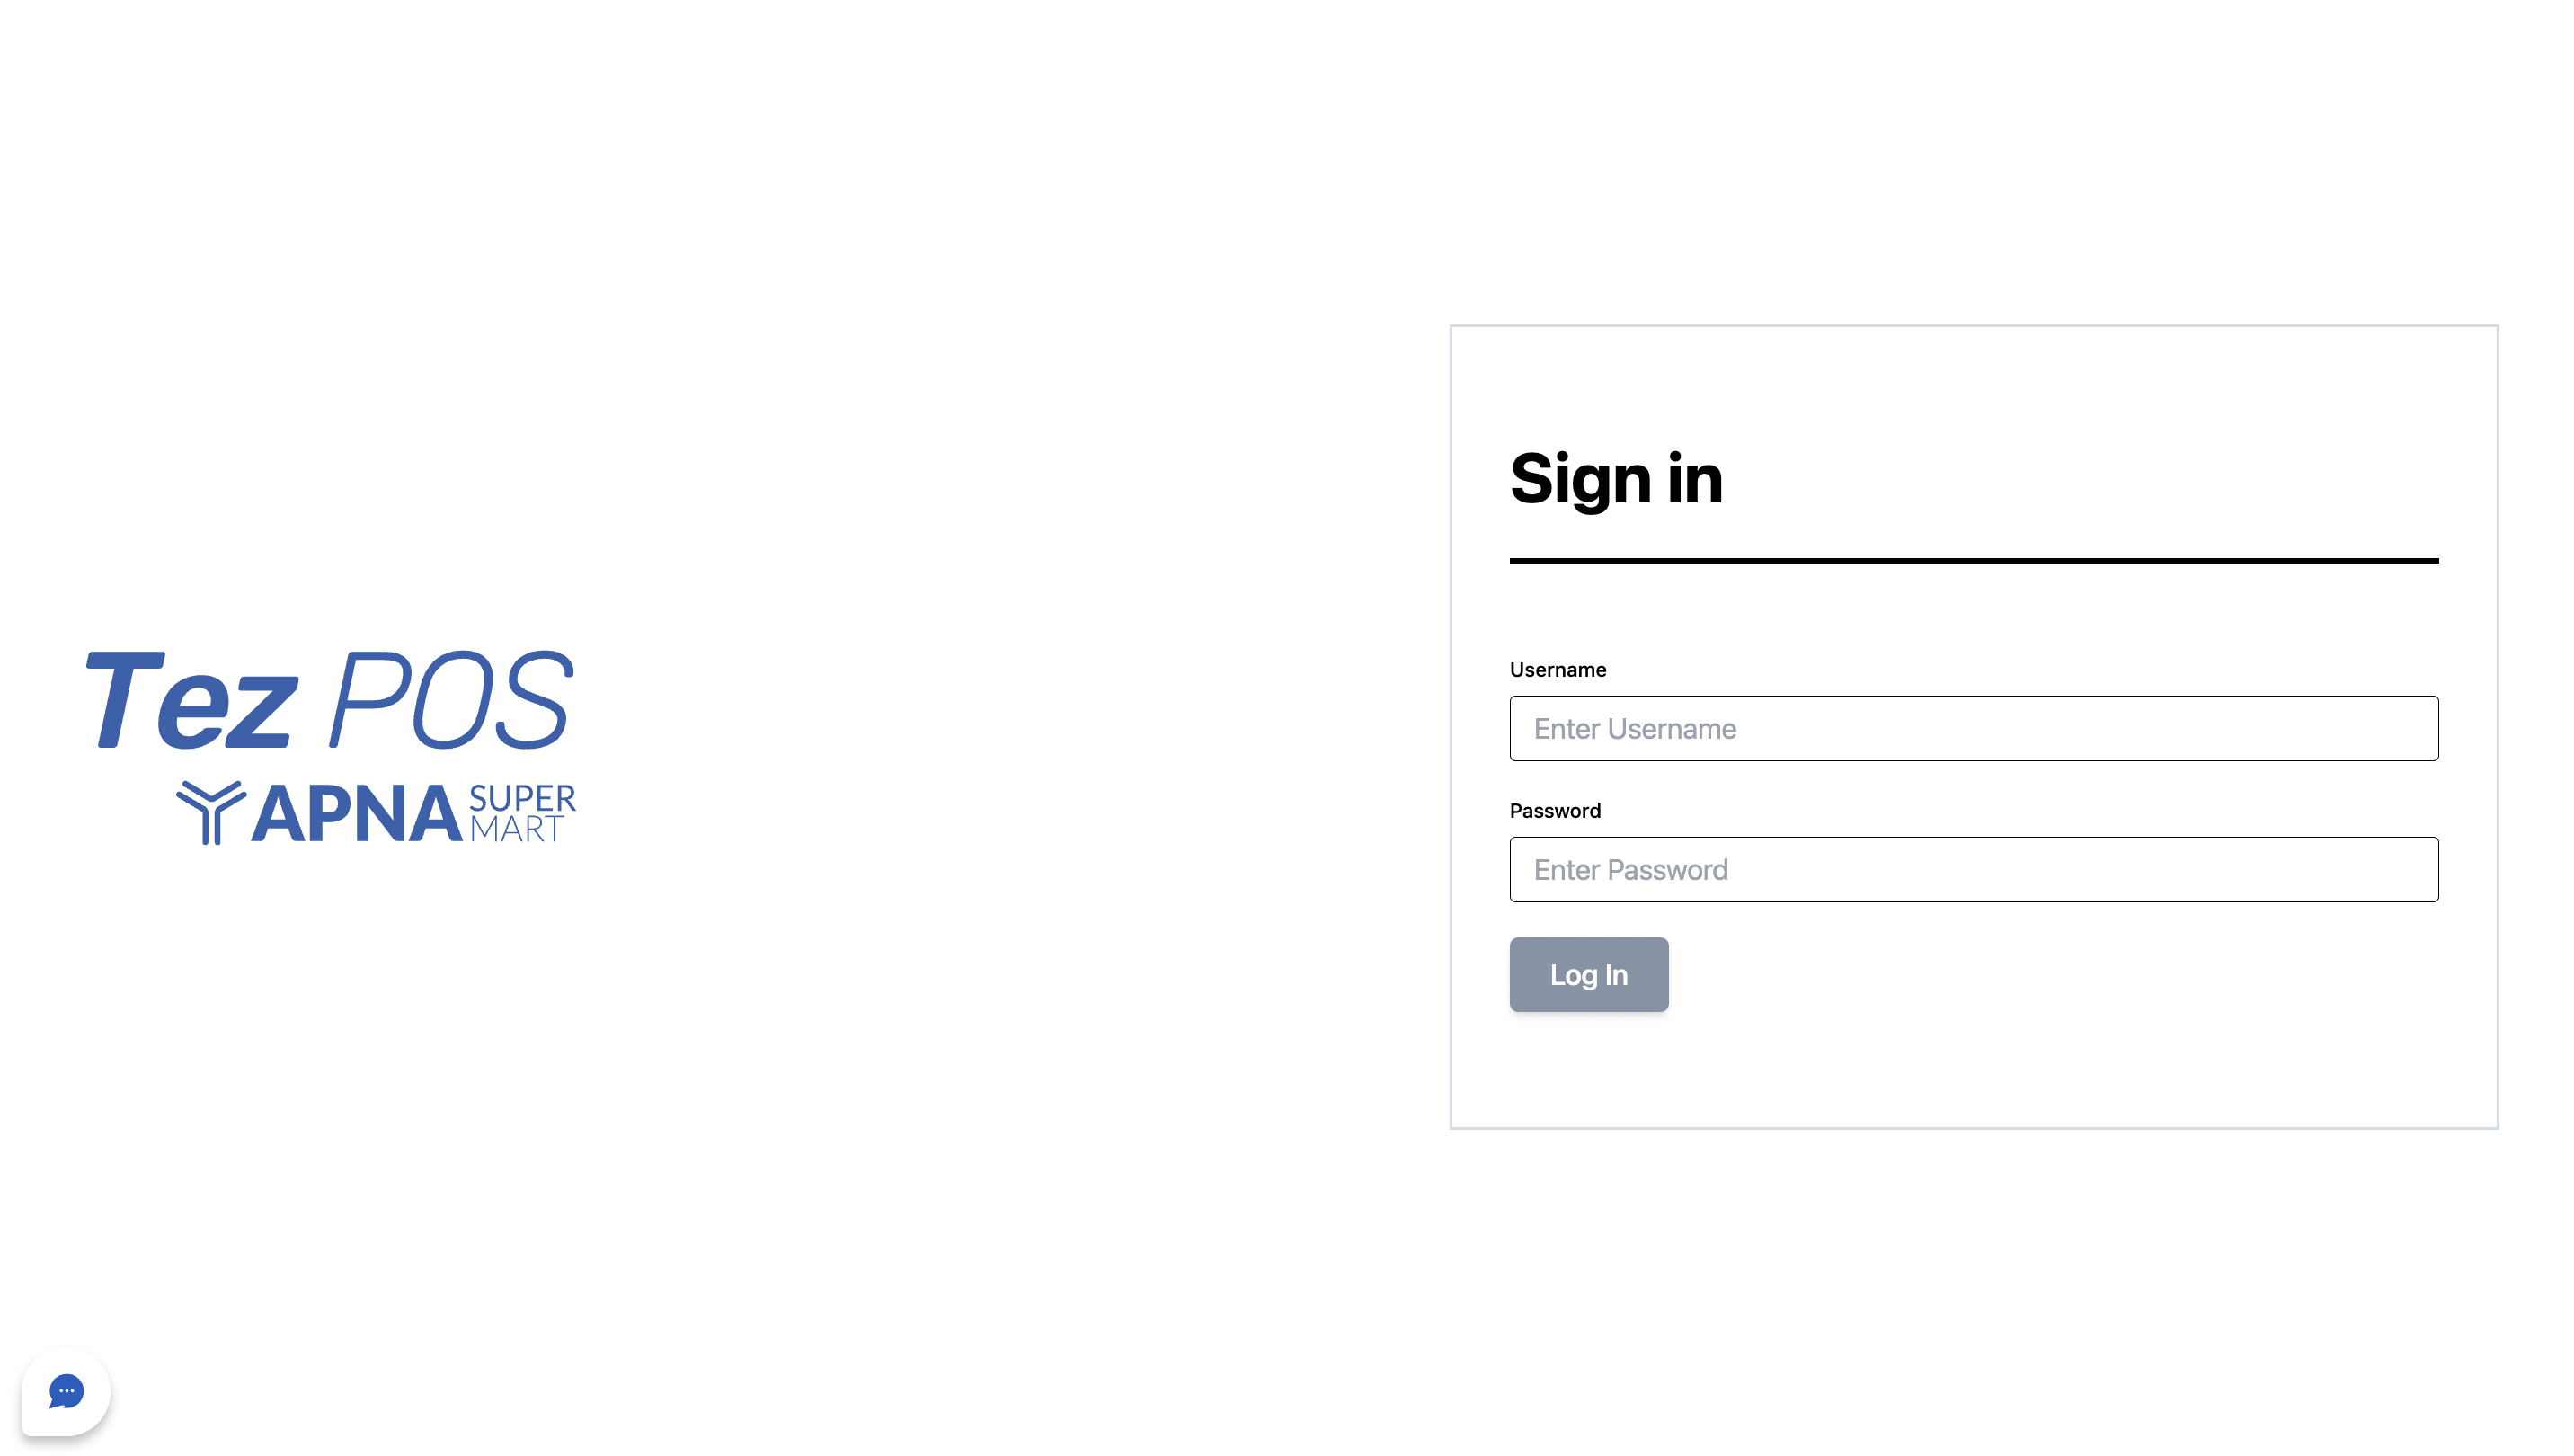 Tez POS
APNA SUPER MART
Sign in
Username
Enter Username
Password
Enter Password
Log In